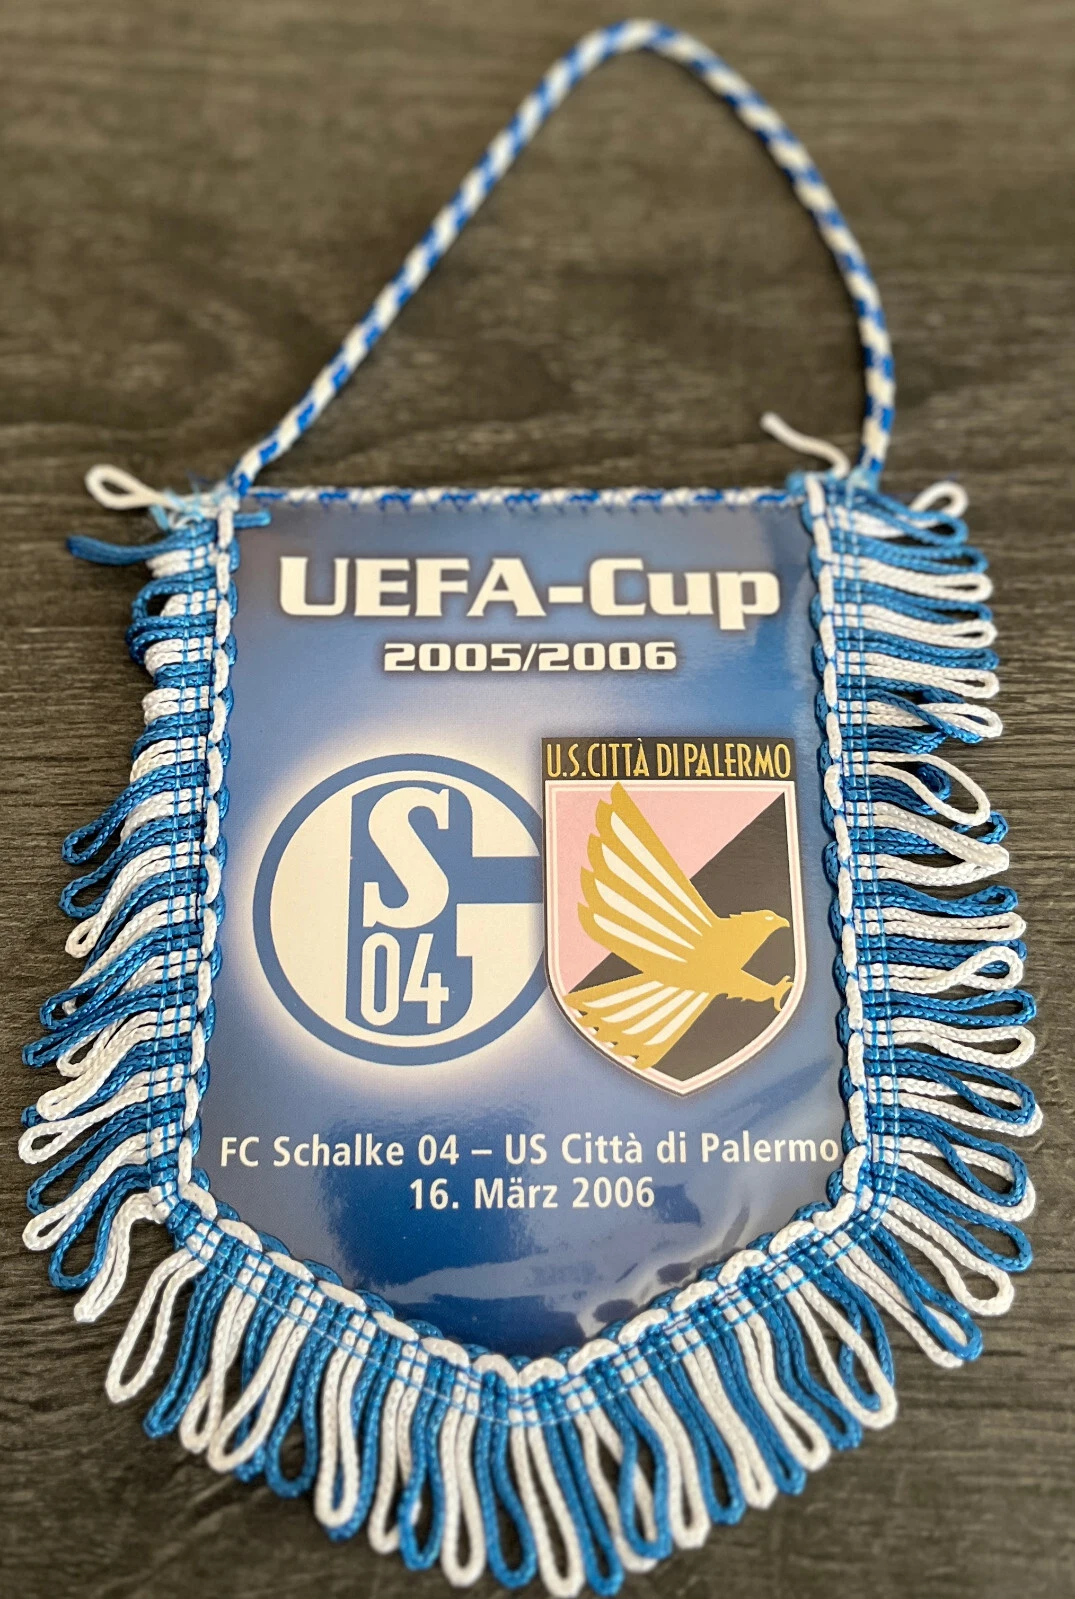 UEFA-Cup
2005/2006
S
04
U.S.CITTÀ DI PALERMO
FC Schalke 04 – US Città di Palermo
16. März 2006